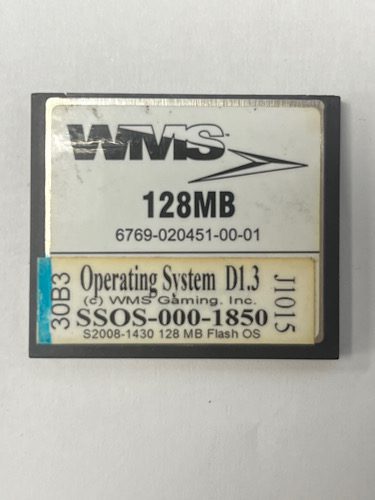 WMS
128MB
6769-020451-00-01
30B3
Operating System D1.3
(c) WMS Gaming, Inc.
SSOS-000-1850
S2008-1430 128 MB Flash OS
J1015